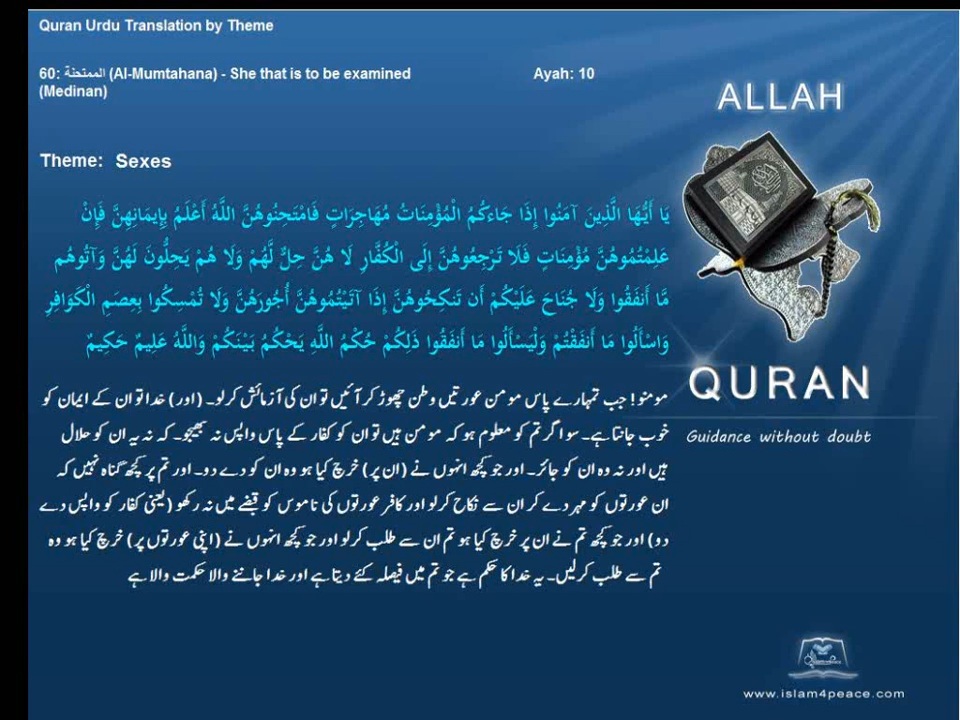 Quran Urdu Translation by Theme
60: الممتحنة (Al-Mumtahana) - She that is to be examined
(Medinan)
Ayah: 10
Theme: Sexes
يَا أَيُّهَا الَّذِينَ آمَنُوا إِذَا جَاءكُمُ الْمُؤْمِنَاتُ مُهَاجِرَاتٍ فَامْتَحِنُوهُنَّ اللَّهُ أَعْلَمُ بِإِيمَانِهِنَّ فَإِنْ
عَلِمْتُمُوهُنَّ مُؤْمِنَاتٍ فَلَا تَرْجِعُوهُنَّ إِلَى الْكُفَّارِ لَا هُنَّ حِلٌّ لَّهُمْ وَلَا هُمْ يَحِلُّونَ لَهُنَّ وَآتُوهُم
مَّا أَنفَقُوا وَلَا جُنَاحَ عَلَيْكُمْ أَن تَنكِحُوهُنَّ إِذَا آتَيْتُمُوهُنَّ أُجُورَهُنَّ وَلَا تُمْسِكُوا بِعِصَمِ الْكَوَافِرِ
وَاسْأَلُوا مَا أَنفَقْتُمْ وَلْيَسْأَلُوا مَا أَنفَقُوا ذَلِكُمْ حُكْمُ اللَّهِ يَحْكُمُ بَيْنَكُمْ وَاللَّهُ عَلِيمٌ حَكِيمٌ
مومنو! جب تمہارے پاس مومن عورتیں وطن چھوڑ کر آئیں تو ان کی آزمائش کرلو۔ (اور) خدا تو ان کے ایمان کو
خوب جانتا ہے۔ سو اگر تم کو معلوم ہو کہ مومن ہیں تو ان کو کفار کے پاس واپس نہ بھیجو۔ کہ نہ یہ ان کو حلال
ہیں اور نہ وہ ان کو جائز۔ اور جو کچھ انہوں نے (ان پر) خرچ کیا ہو وہ ان کو دے دو۔ اور تم پر کچھ گناہ نہیں کہ
ان عورتوں کو مہر دے کر ان سے نکاح کرلو اور کافر عورتوں کی ناموس کو قبضے میں نہ رکھو (یعنی کفار کو واپس دے
دو) اور جو کچھ تم نے ان پر خرچ کیا ہو تم ان سے طلب کرلو اور جو کچھ انہوں نے (اپنی عورتوں پر) خرچ کیا ہو وہ
تم سے طلب کرلیں۔ یہ خدا کا حکم ہے جو تم میں فیصلہ کئے دیتا ہے اور خدا جاننے والا حکمت والا ہے
ALLAH
QURAN
Guidance without doubt
www.islam4peace.com